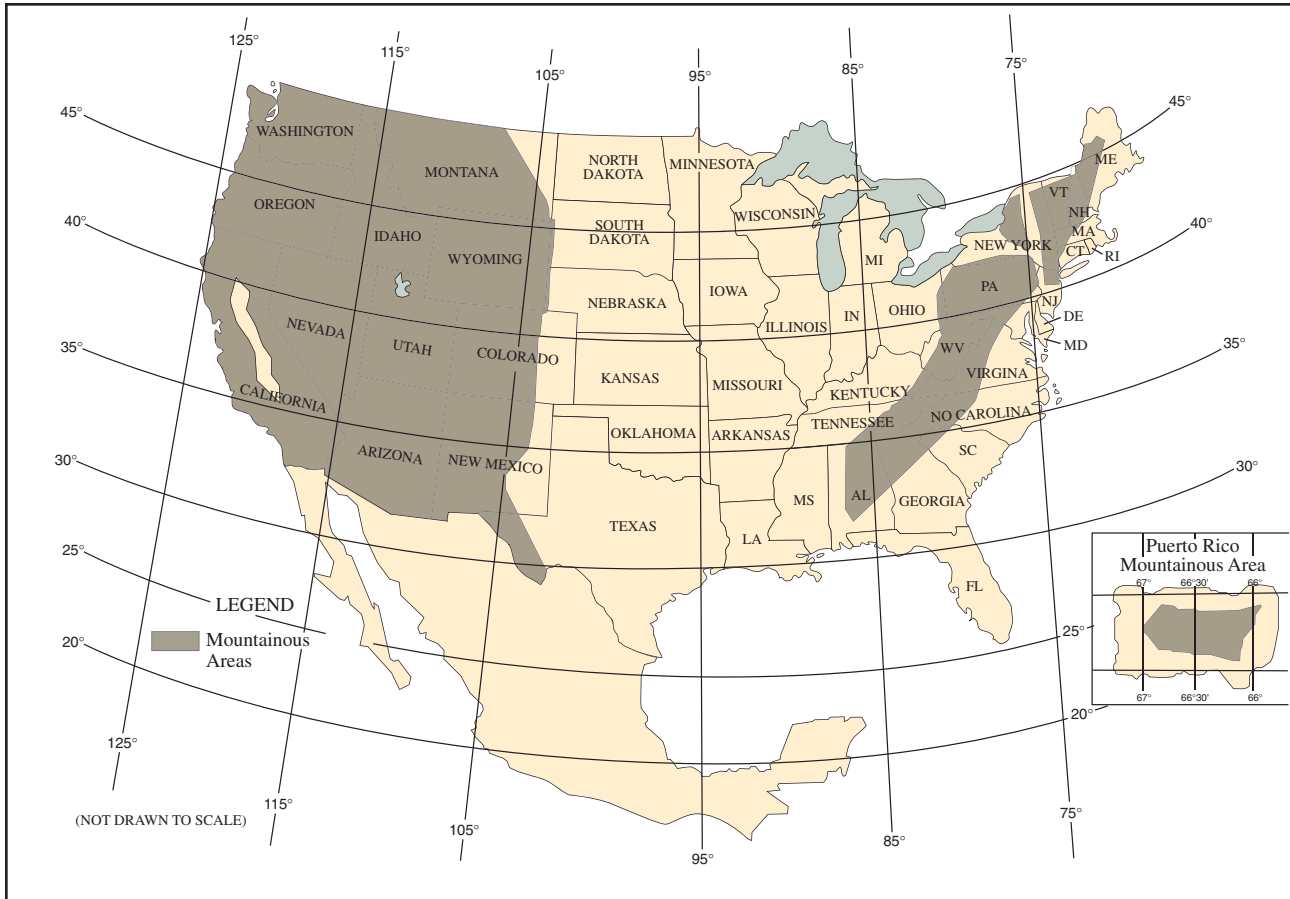 125°
115°
105°
95°
85°
75°
45°
45°
WASHINGTON
MONTANA
NORTH
DAKOTA
MINNESOTA
ME
VT
OREGON
IDAHO
WYOMING
SOUTH
DAKOTA
WISCONSIN
MI
NEW YORK
NH
MA
CT
RI
40°
40°
NEVADA
UTAH
COLORADO
NEBRASKA
IOWA
ILLINOIS
IN
OHIO
PA
NJ
DE
MD
35°
35°
CALIFORNIA
KANSAS
MISSOURI
KENTUCKY
WV
VIRGINIA
ARIZONA
NEW MEXICO
OKLAHOMA
ARKANSAS
TENNESSEE
NO CAROLINA
SC
30°
30°
TEXAS
LA
MS
AL
GEORGIA
FL
25°
25°
20°
20°
LEGEND
Mountainous
Areas
Puerto Rico
Mountainous Area
67°
66°30'
66°
67°
66°30'
66°
125°
115°
105°
95°
85°
75°
(NOT DRAWN TO SCALE)